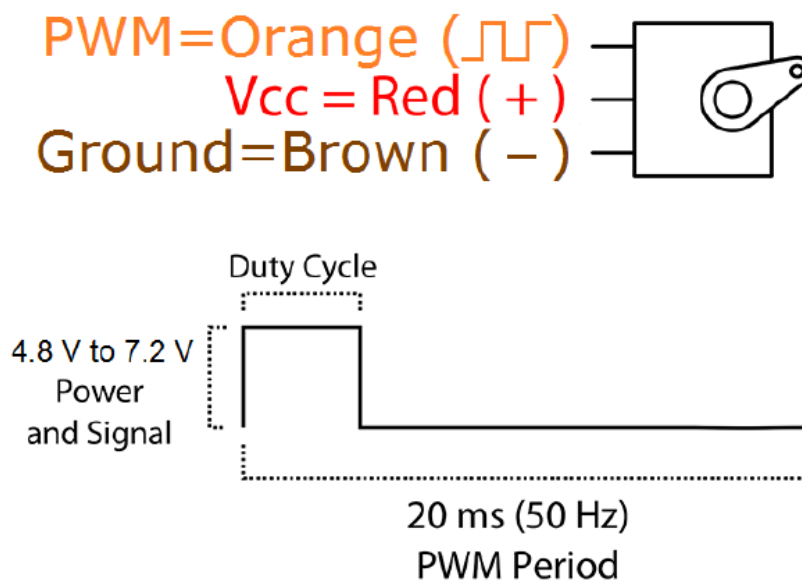 PWM=Orange (⎍⎍)
Vcc = Red ( + )
Ground=Brown ( − )
Duty Cycle
4.8 V to 7.2 V
Power
and Signal
20 ms (50 Hz)
PWM Period